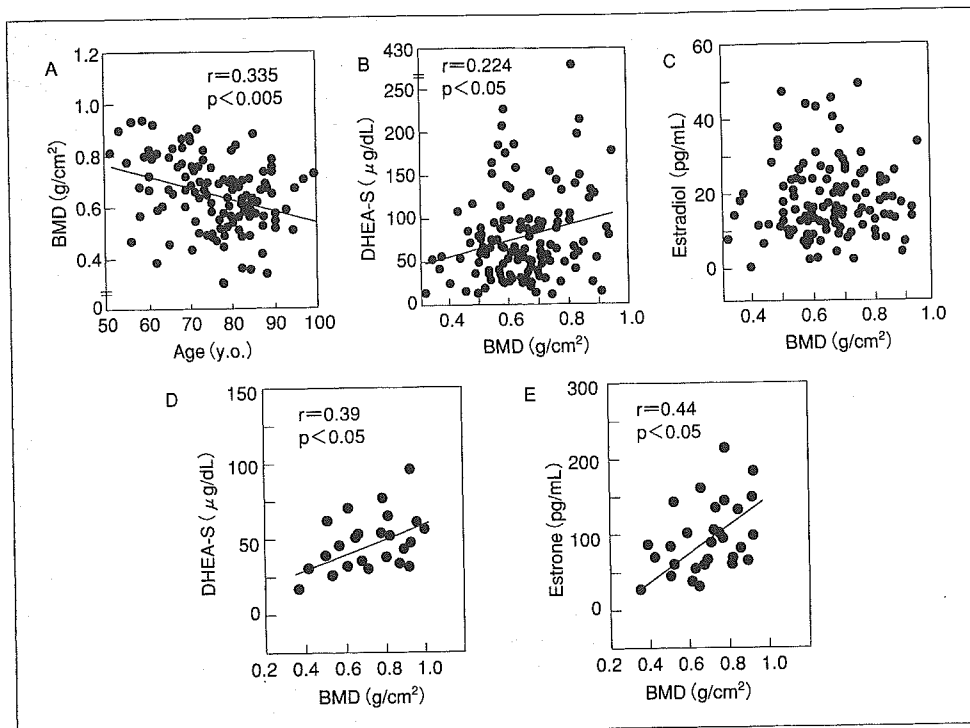 A
1.2
1.0
0.8
0.6
0.4
0
BMD (g/cm²)
r=0.335
p<0.005
50 60 70 80 90 100
Age (y.o.)
B
430
250
200
150
100
50
0
DHEA-S (μg/dL)
r=0.224
p<0.05
0.4 0.6 0.8 1.0
BMD (g/cm²)
C
60
40
20
0
Estradiol (pg/mL)
0.4 0.6 0.8 1.0
BMD (g/cm²)
D
150
100
50
0
DHEA-S (μg/dL)
r=0.39
p<0.05
0.2 0.4 0.6 0.8 1.0
BMD (g/cm²)
E
300
200
100
0
Estrone (pg/mL)
r=0.44
p<0.05
0.2 0.4 0.6 0.8 1.0
BMD (g/cm²)